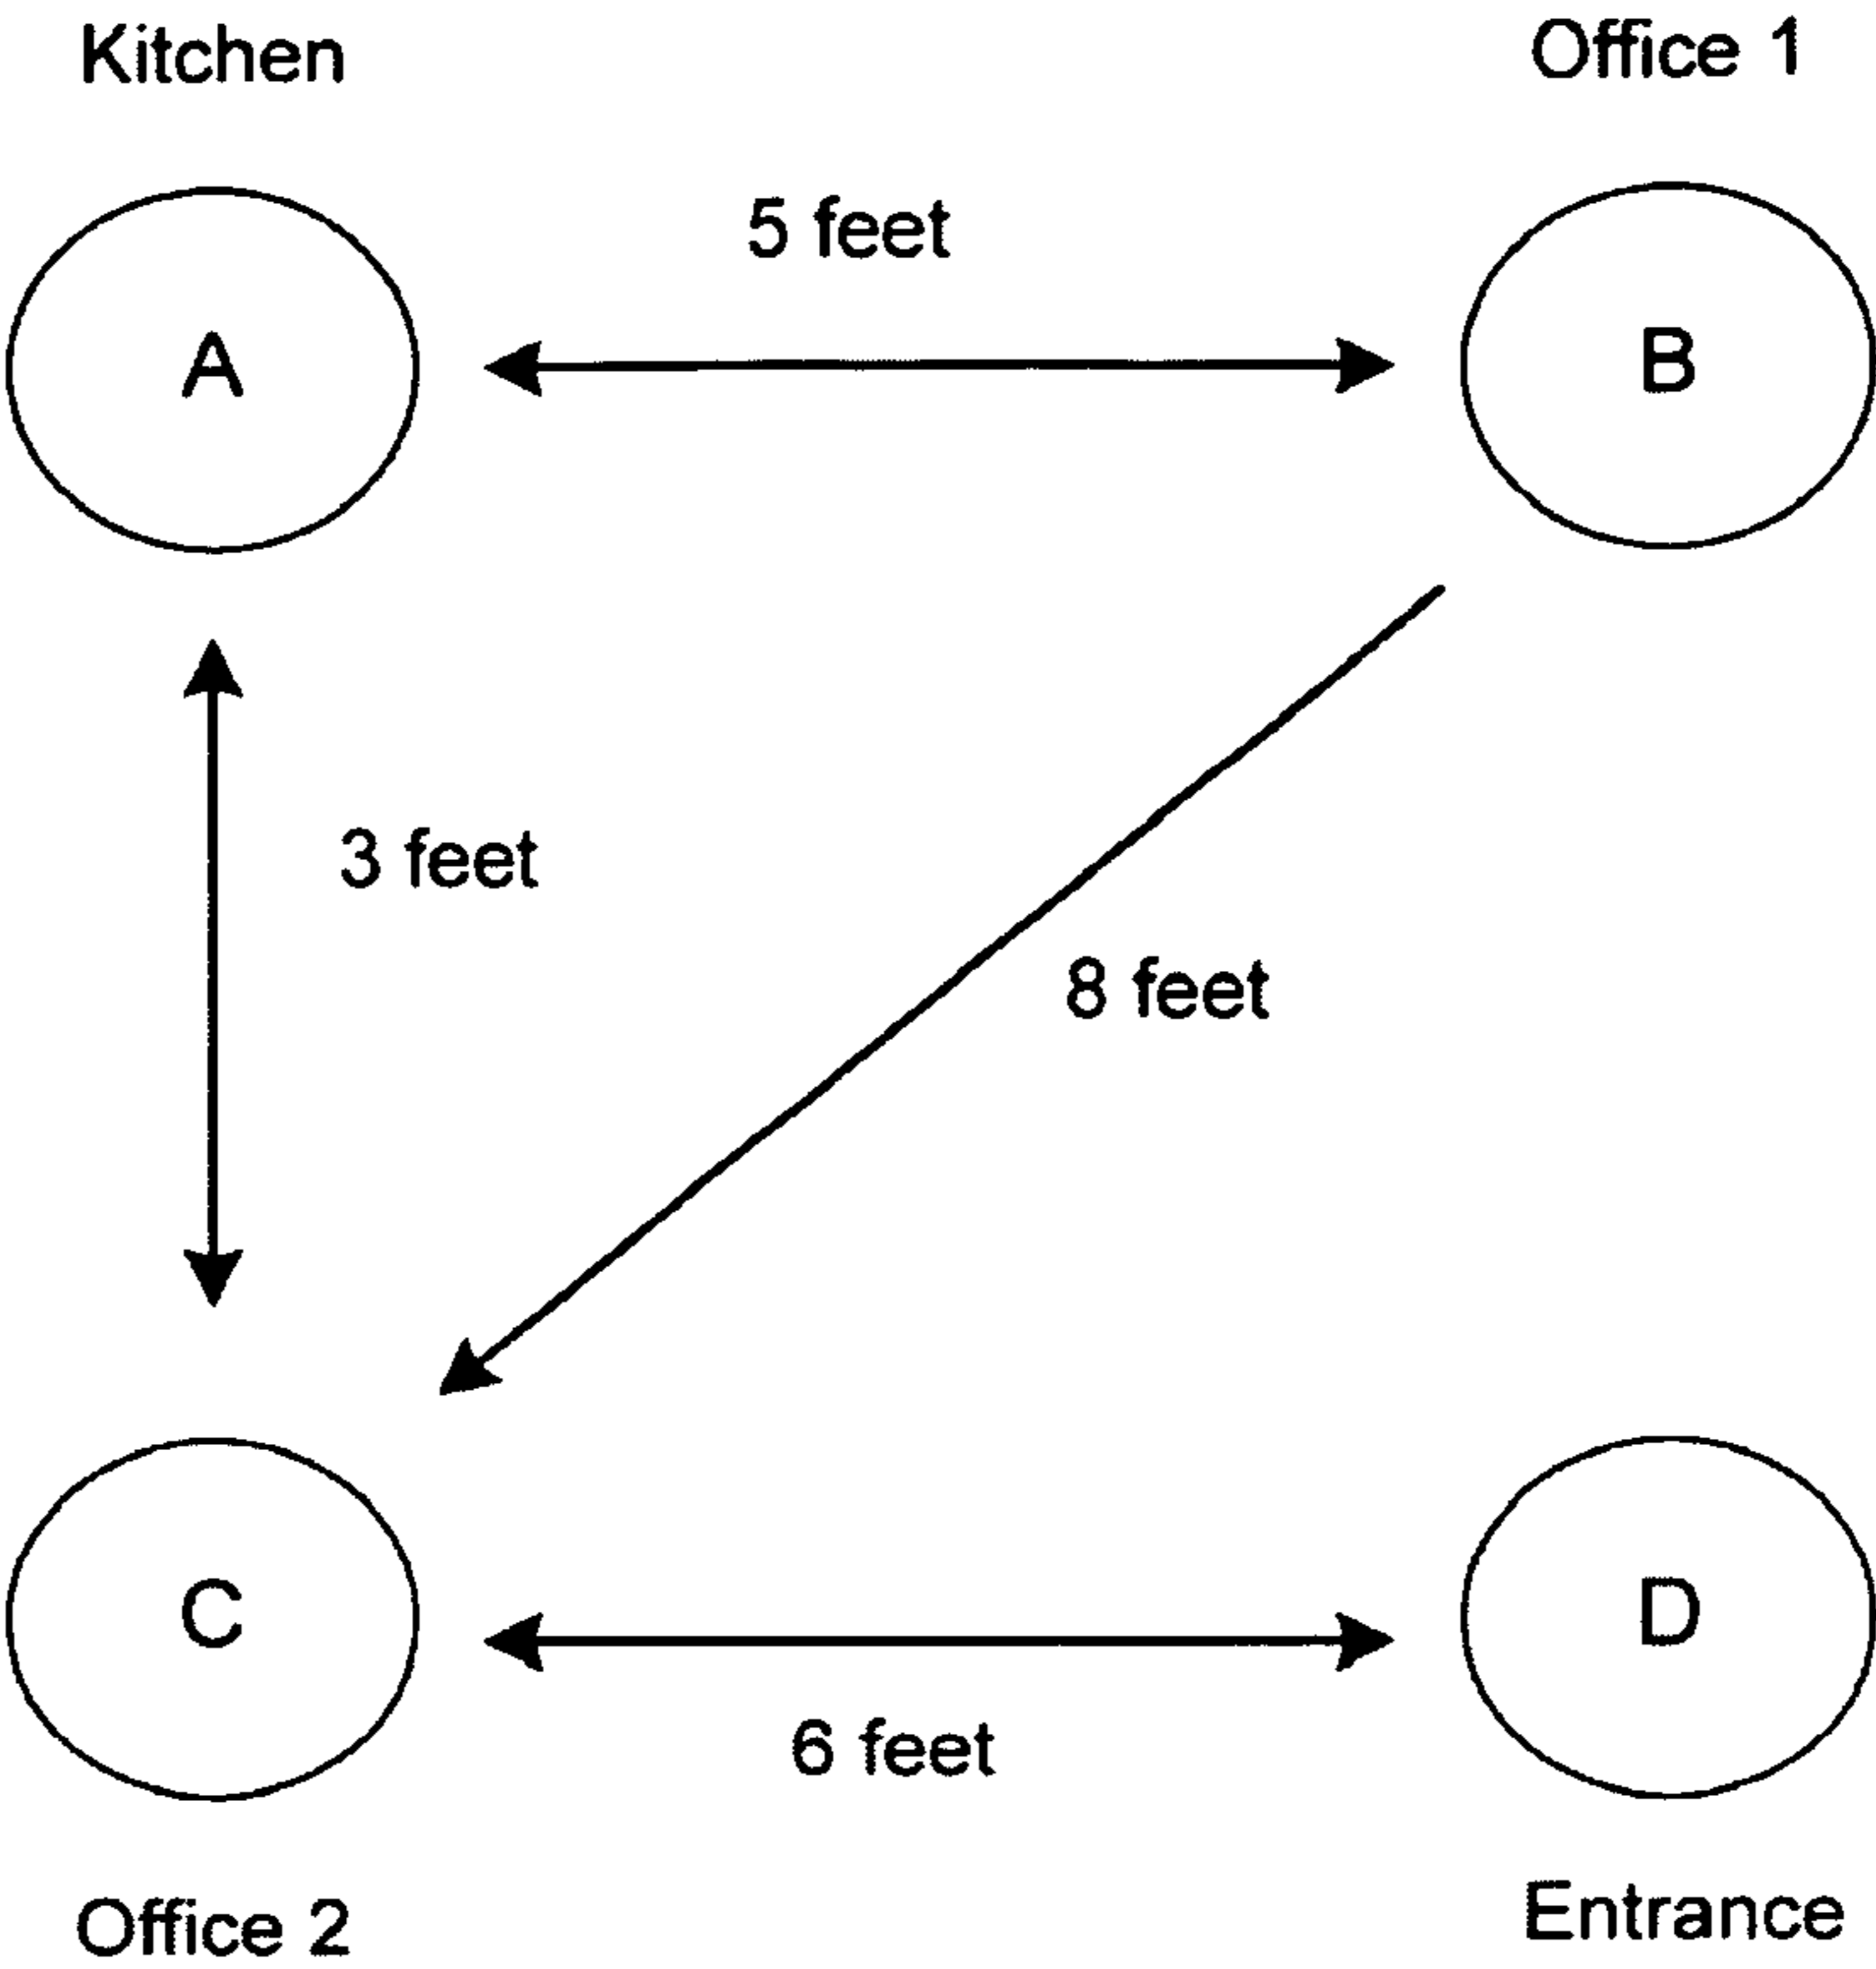 Kitchen
Office 1
5 feet
A
B
3 feet
8 feet
C
D
6 feet
Office 2
Entrance